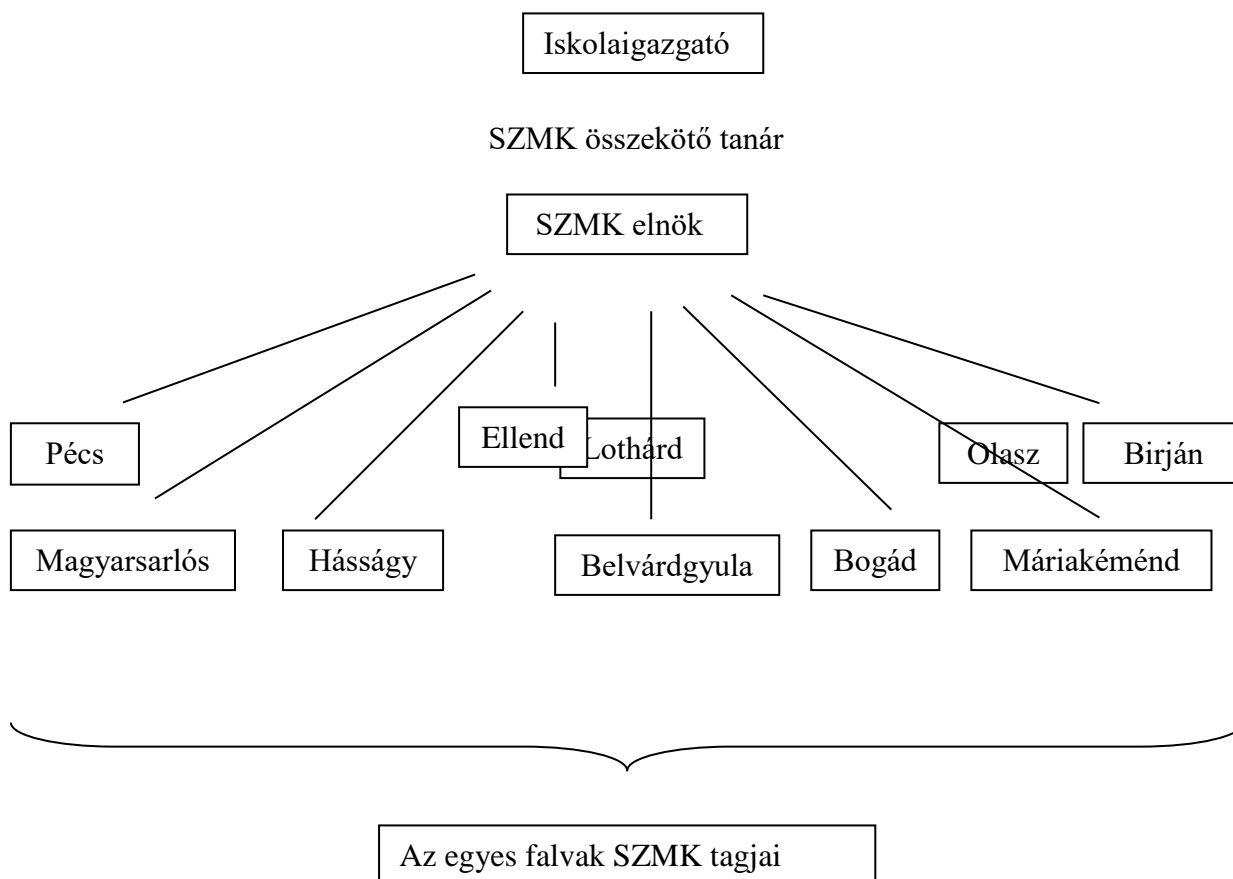 Iskolaigazgató
SZMK összekötő tanár
SZMK elnök
Pécs
Ellend
Lothárd
Olasz
Birján
Magyarsarlós
Hásságy
Belvárdgyula
Bogád
Máriakéménd
Az egyes falvak SZMK tagjai